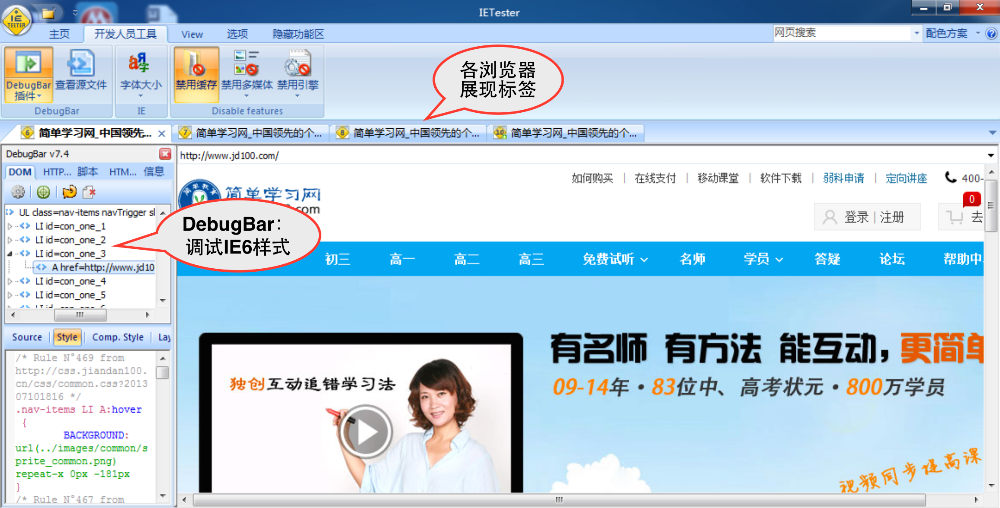 IETester
IE
TESTER
主页 开发人员工具 View 选项 隐藏功能区 网页搜索 配色方案
DebugBar
插件
查看源文件
字体大小
禁用缓存
禁用多媒体
禁用引擎
DebugBar
IE
Disable features
各浏览器
展现标签
6 简单学习网_中国领先...
7 简单学习网_中国领先的个...
8 简单学习网_中国领先的个...
10 简单学习网_中国领先的个...
DebugBar v7.4
http://www.jd100.com/
DOM HTTP... 脚本 HTM... 信息
UL class=nav-items navTrigger sl
LI id=con_one_1
LI id=con_one_2
LI id=con_one_3
A href=http://www.jd10
LI id=con_one_4
LI id=con_one_5
DebugBar：
调试IE6样式
Source Style Comp. Style Lay
/* Rule N°469 from
http://css.jiandan100.
cn/css/common.css?2013
07101816 */
.nav-items LI A:hover
{
BACKGROUND:
url(../images/common/s
prite_common.png)
repeat-x 0px -181px
}
/* Rule N°467 from
如何购买 | 在线支付 | 移动课堂 | 软件下载 | 弱科申请 | 定向讲座 400-
简单教育
简单学习网
.com
0
登录 | 注册
去
初三 高一 高二 高三 免费试听 名师 学员 答疑 论坛 帮助中
有名师 有方法 能互动，更简单
09-14年·83位中、高考状元·800万学员
独创互动追错学习法
视频同步提高课